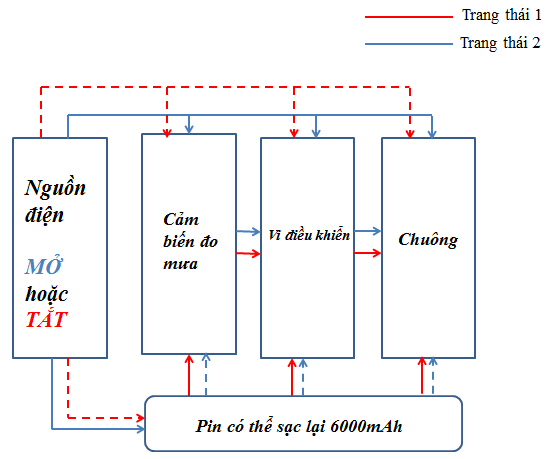 Trang thái 1
Trang thái 2
Nguồn
điện
MỞ
hoặc
TẮT
Cảm
biến đo
mưa
Vi điều khiển
Chuông
Pin có thể sạc lại 6000mAh